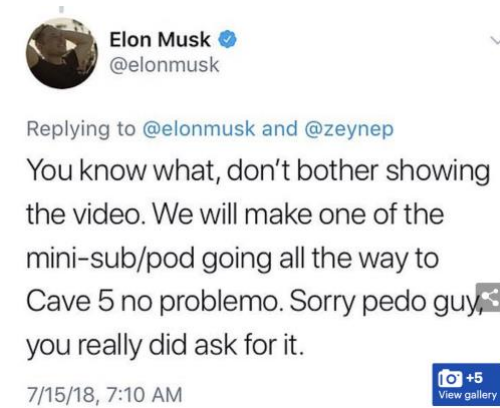 Elon Musk
@elonmusk
Replying to @elonmusk and @zeynep
You know what, don't bother showing
the video. We will make one of the
mini-sub/pod going all the way to
Cave 5 no problemo. Sorry pedo guy,
you really did ask for it.
+5
View gallery
7/15/18, 7:10 AM